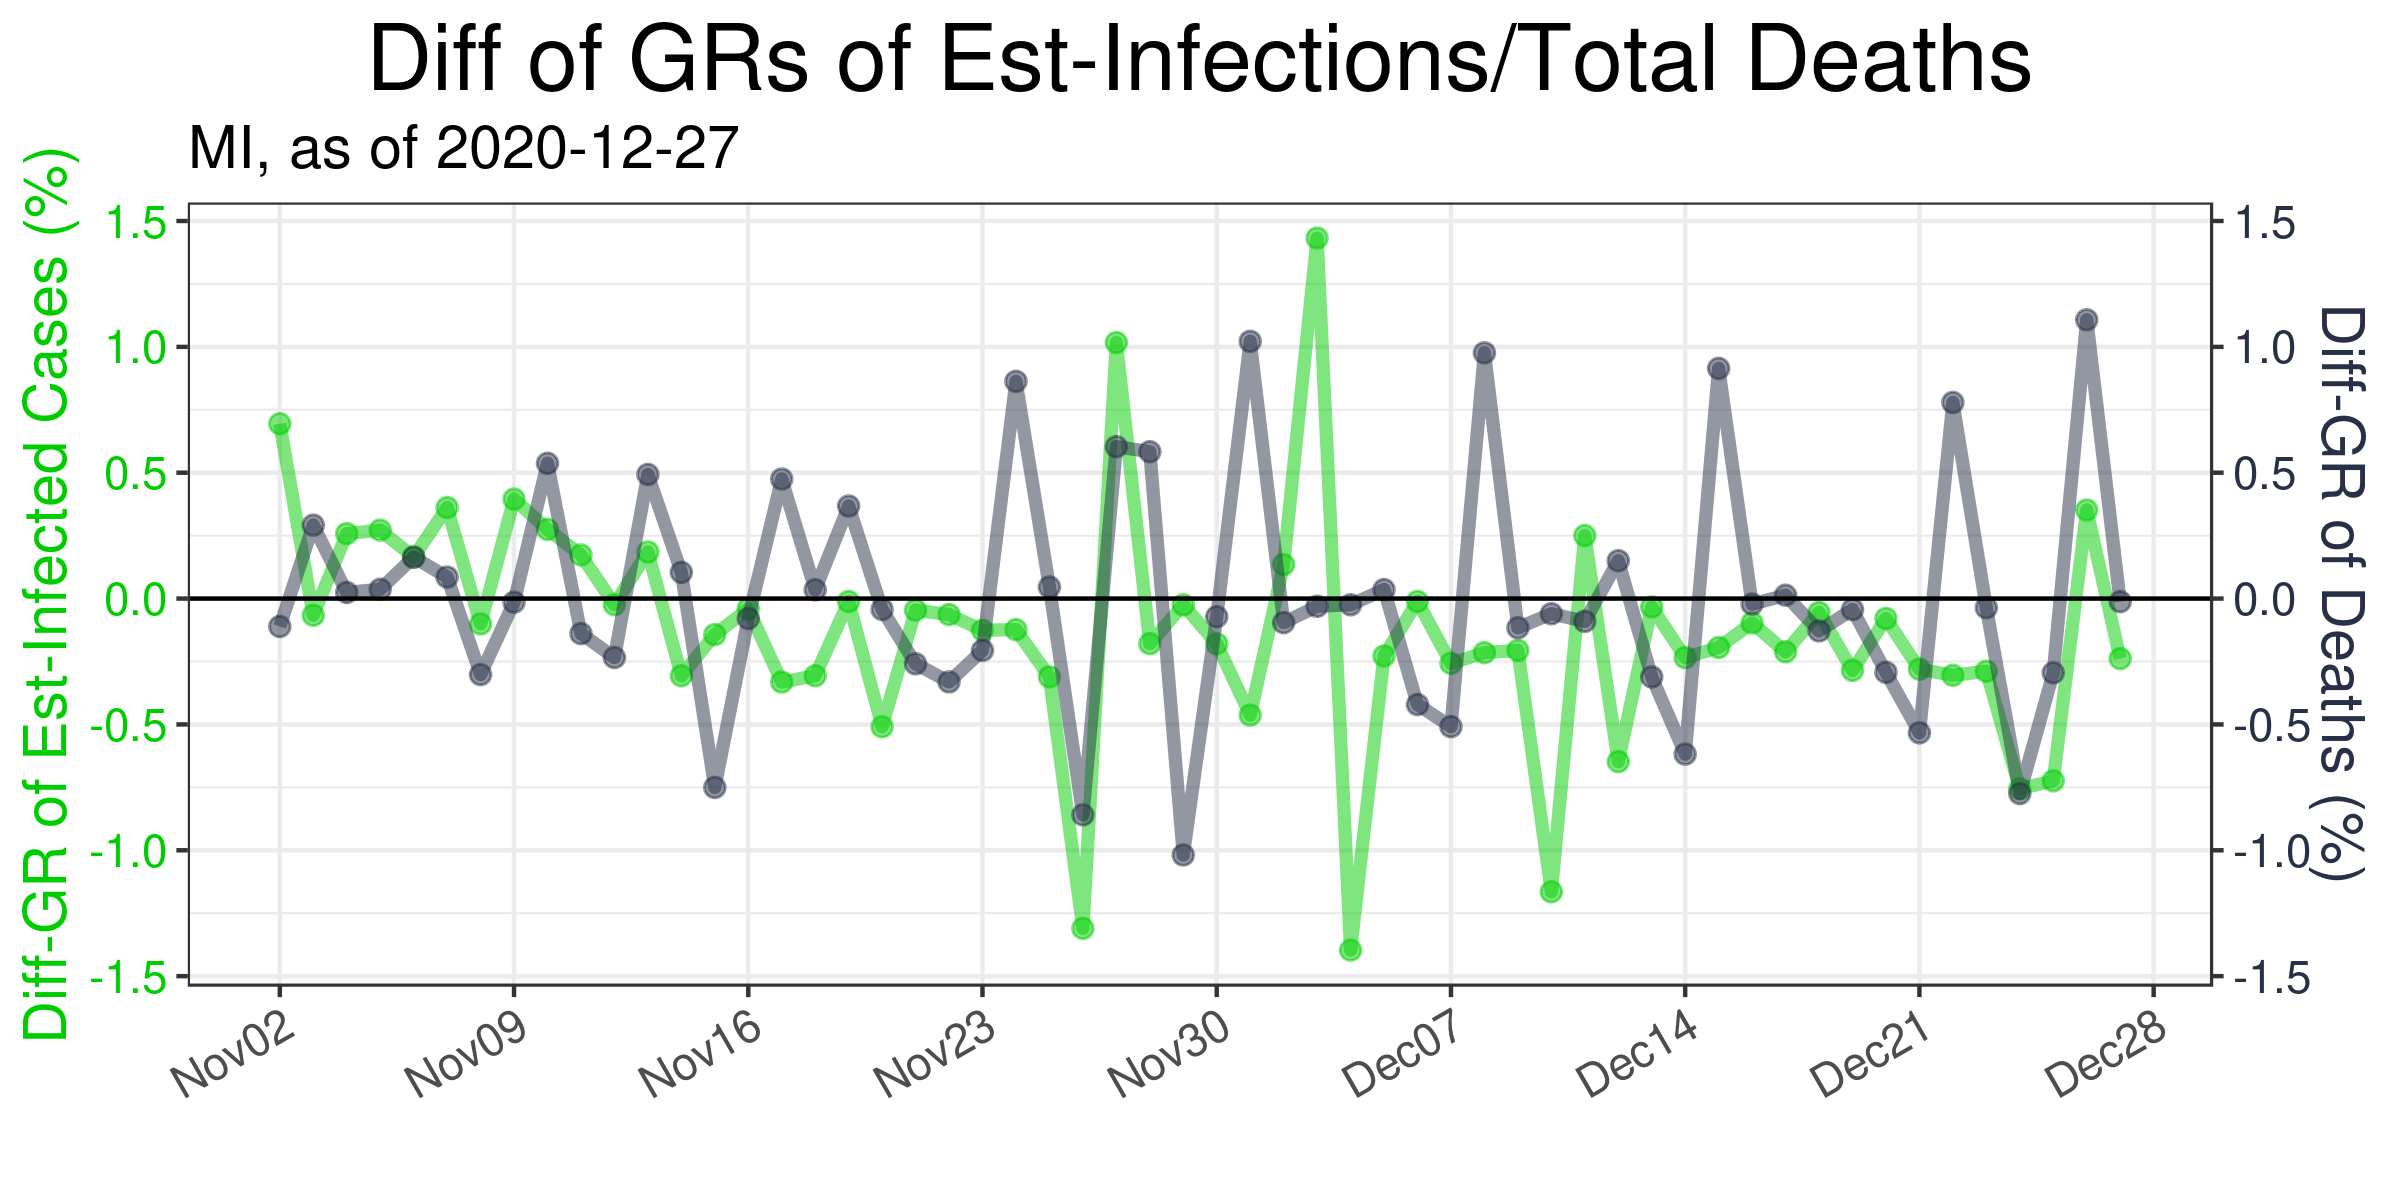 Diff of GRs of Est-Infections/Total Deaths
MI, as of 2020-12-27
Diff-GR of Est-Infected Cases (%)
1.5
1.0
0.5
0.0
-0.5
-1.0
-1.5
1.5
1.0
0.5
0.0
-0.5
-1.0
-1.5
Diff-GR of Deaths (%)
Nov02
Nov09
Nov16
Nov23
Nov30
Dec07
Dec14
Dec21
Dec28